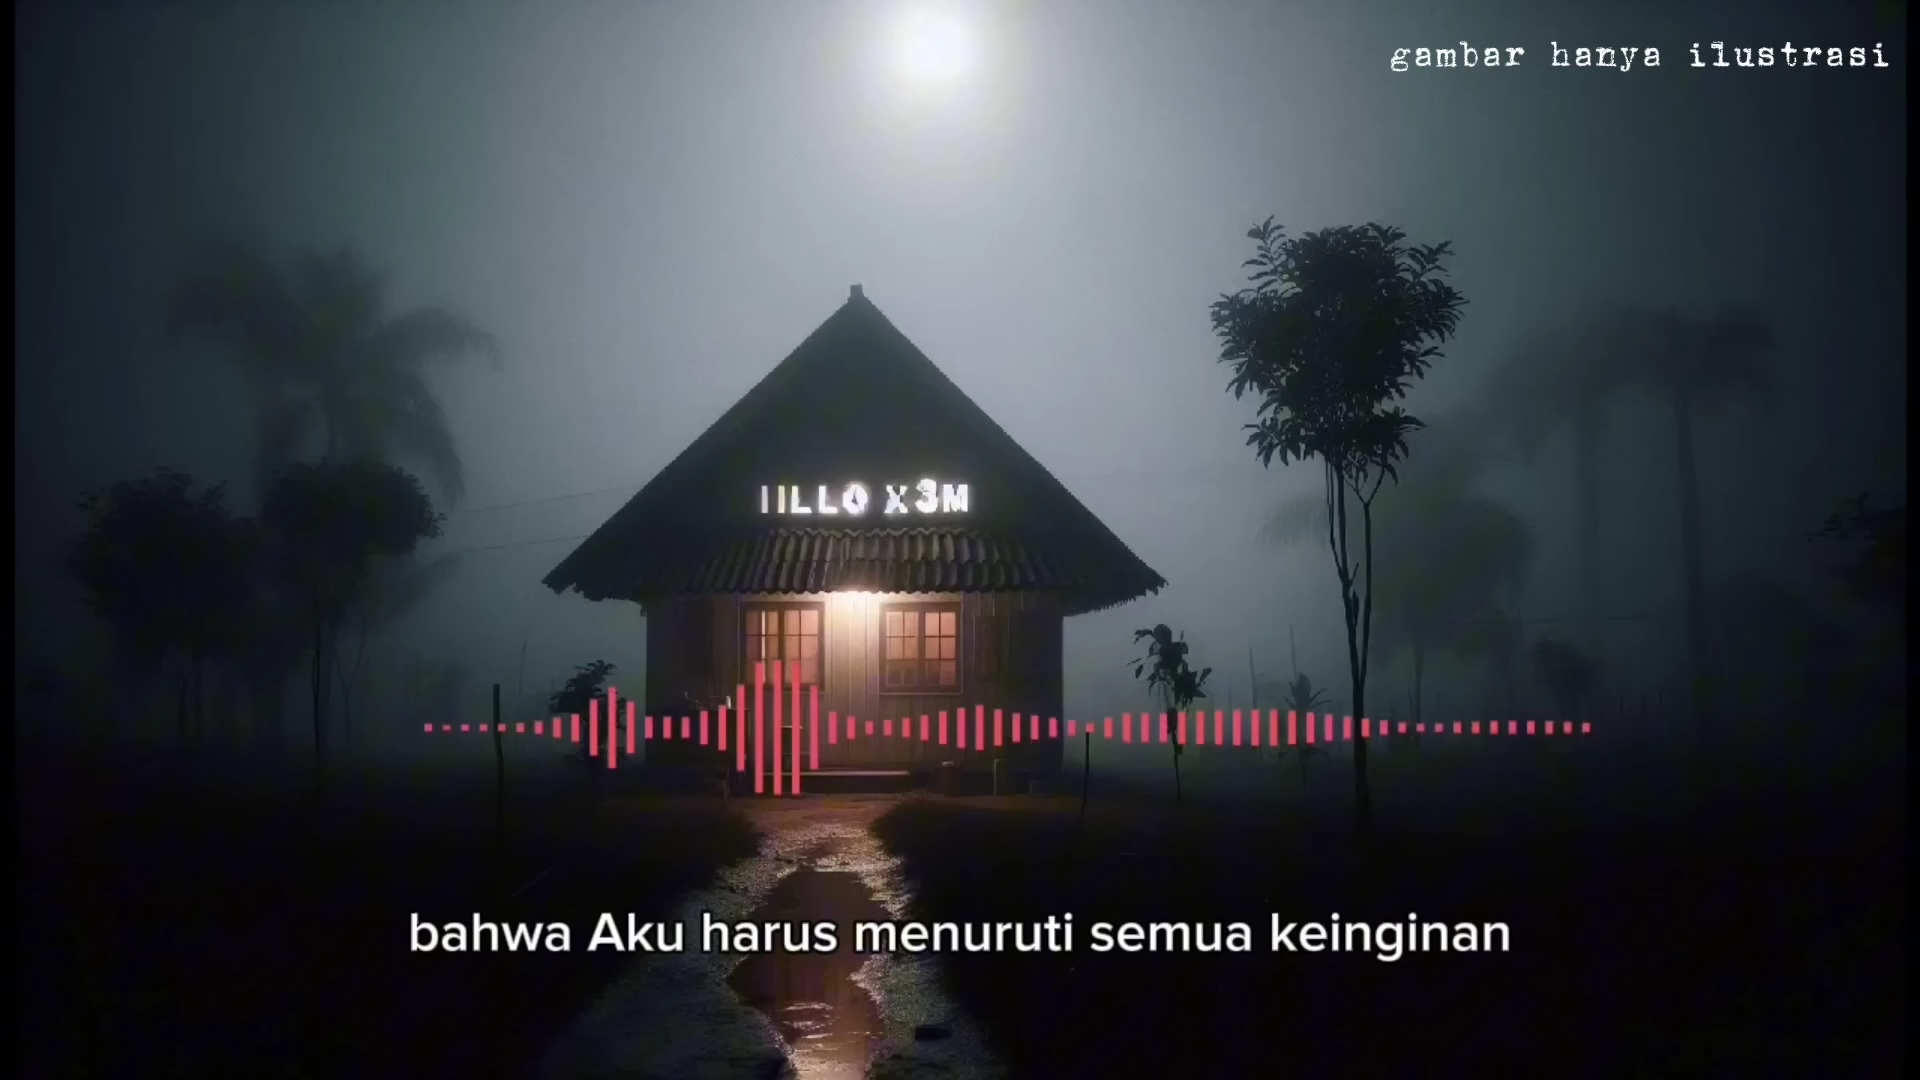 gambar hanya ilustrasi
IILLO X3M
bahwa Aku harus menuruti semua keinginan